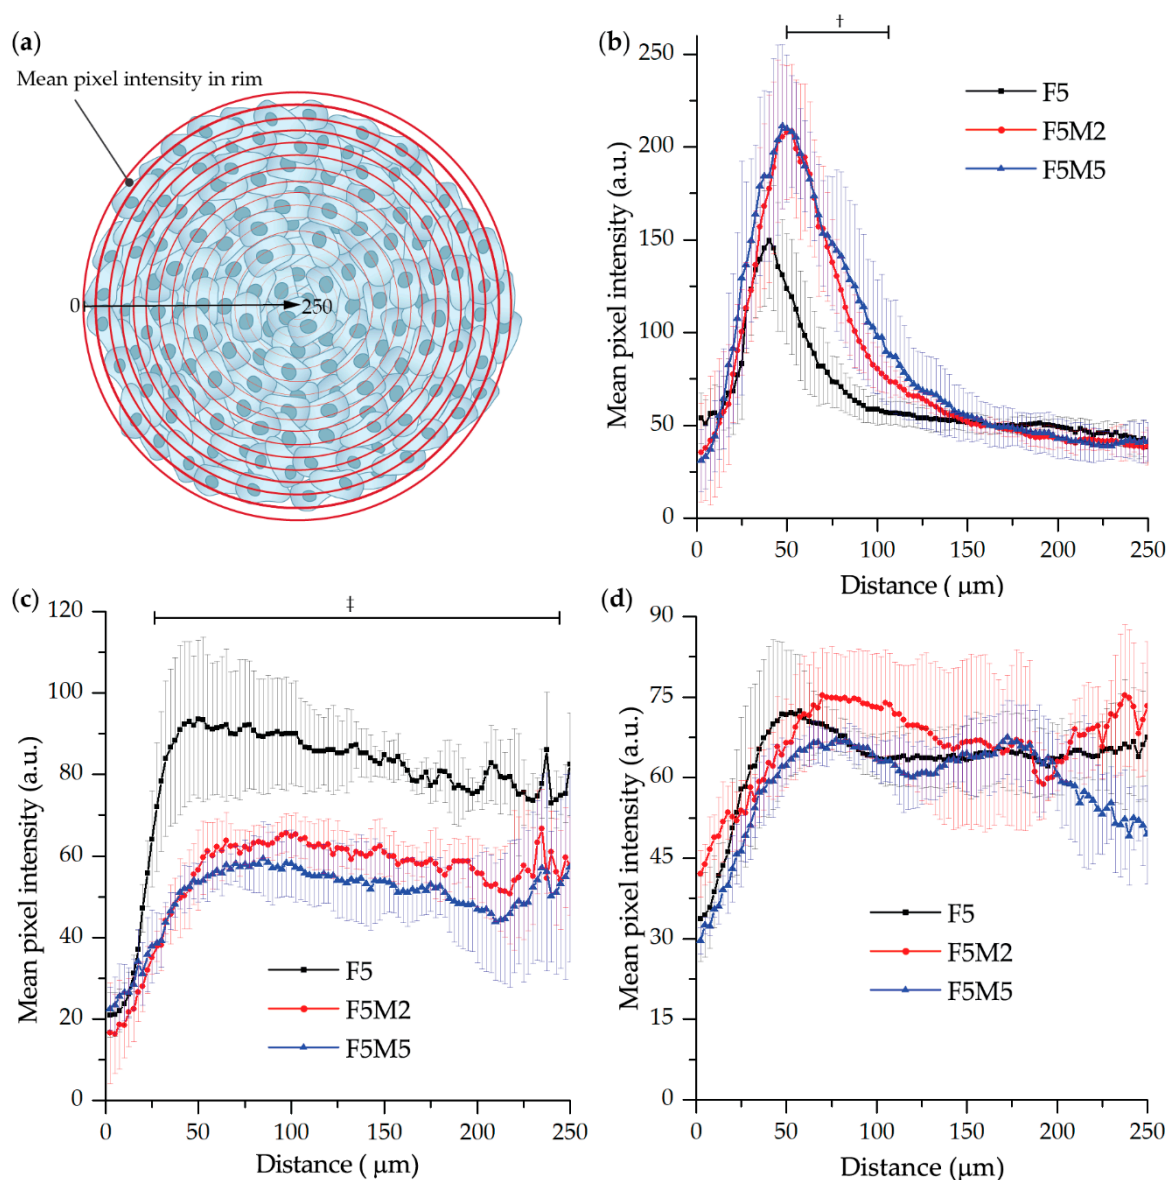 (a)
Mean pixel intensity in rim
0
250
(b)
†
Mean pixel intensity (a.u.)
250
200
150
100
50
0
F5
F5M2
F5M5
0 50 100 150 200 250
Distance ( μm)
(c)
‡
Mean pixel intensity (a.u.)
120
100
80
60
40
20
0
F5
F5M2
F5M5
0 50 100 150 200 250
Distance ( μm)
(d)
Mean pixel intensity (a.u.)
90
75
60
45
30
15
0
F5
F5M2
F5M5
0 50 100 150 200 250
Distance (μm)